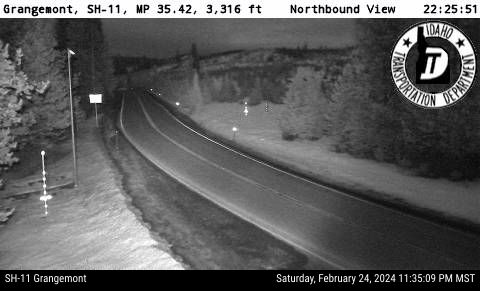 Grangemont, SH-11, MP 35.42, 3,316 ft Northbound View 22:25:51
IDAHO
TRANSPORTATION DEPARTMENT
SH-11 Grangemont Saturday, February 24, 2024 11:35:09 PM MST